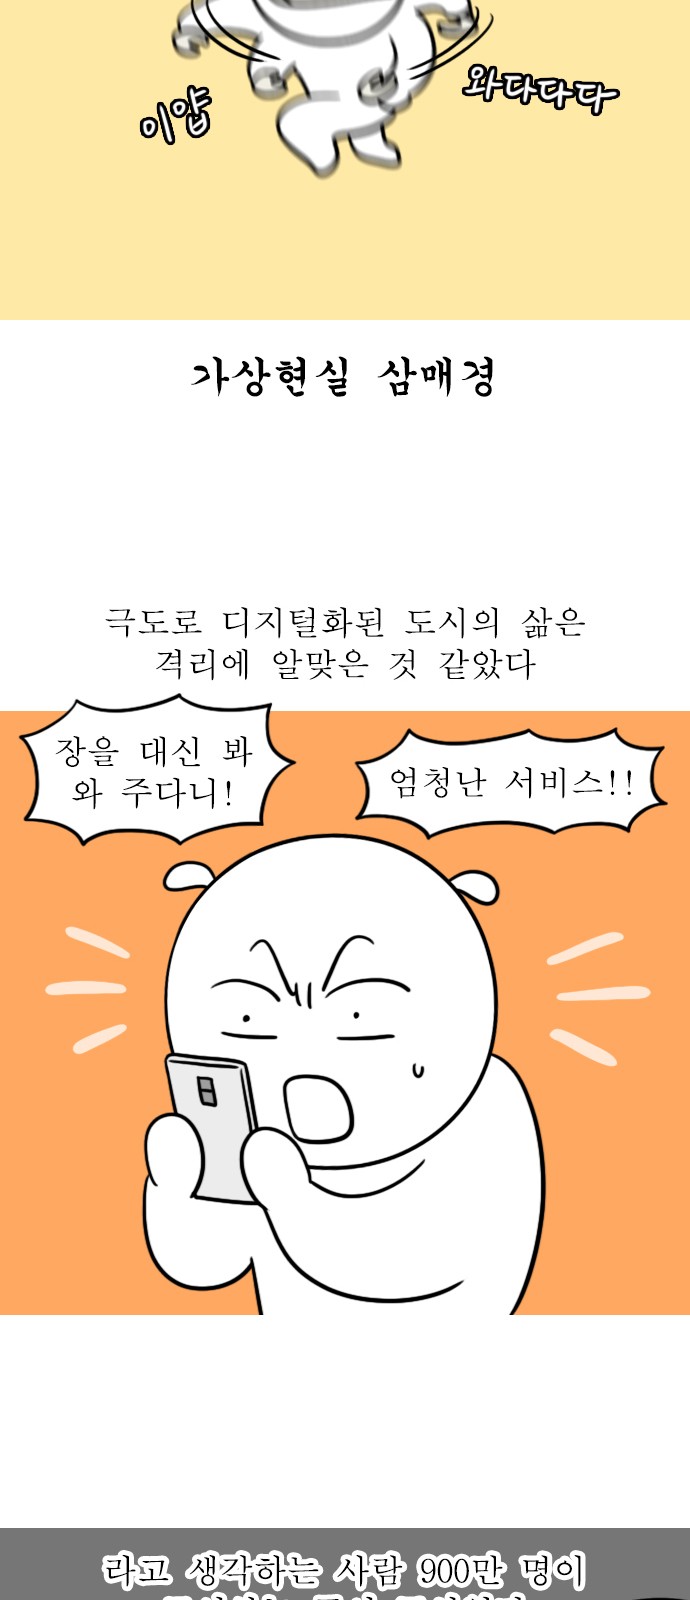 이얍
와다다다
가상현실 삼매경
극도로 디지털화된 도시의 삶은
격리에 알맞은 것 같았다
장을 대신 봐
와 주다니!
엄청난 서비스!!
라고 생각하는 사람 900만 명이